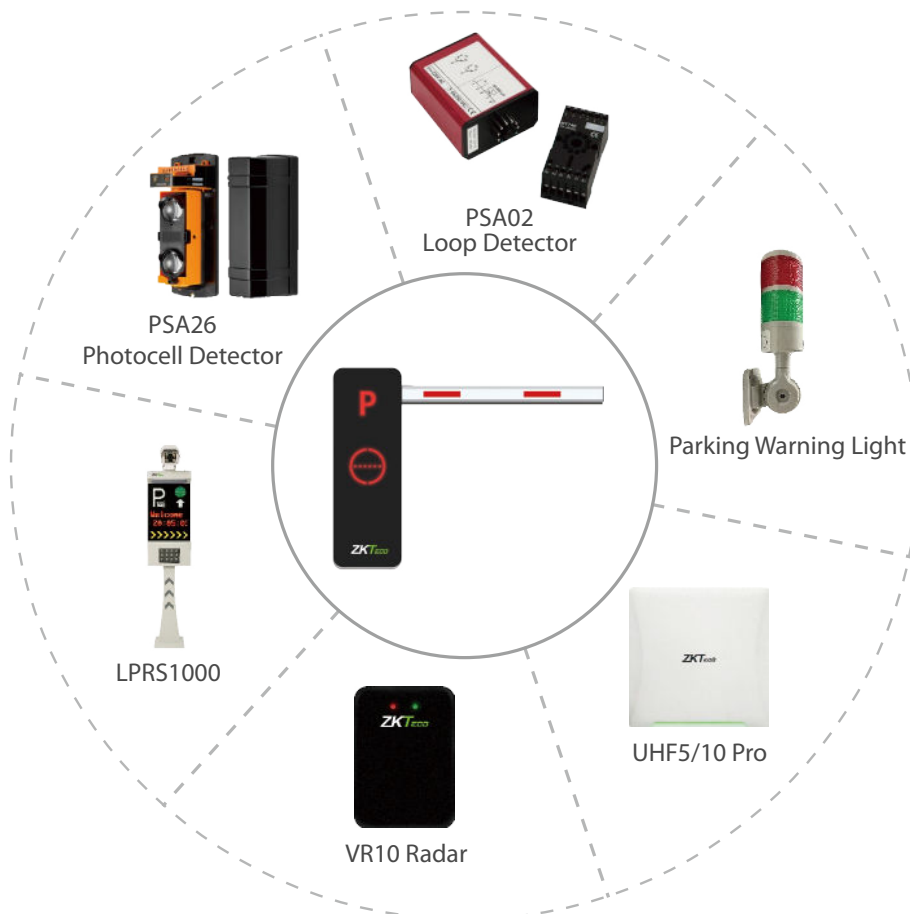 PSA02
Loop Detector
PSA26
Photocell Detector
Parking Warning Light
P
ZKTECO
P
Welcome
LPRS1000
ZKTeco
UHF5/10 Pro
ZKTECO
VR10 Radar